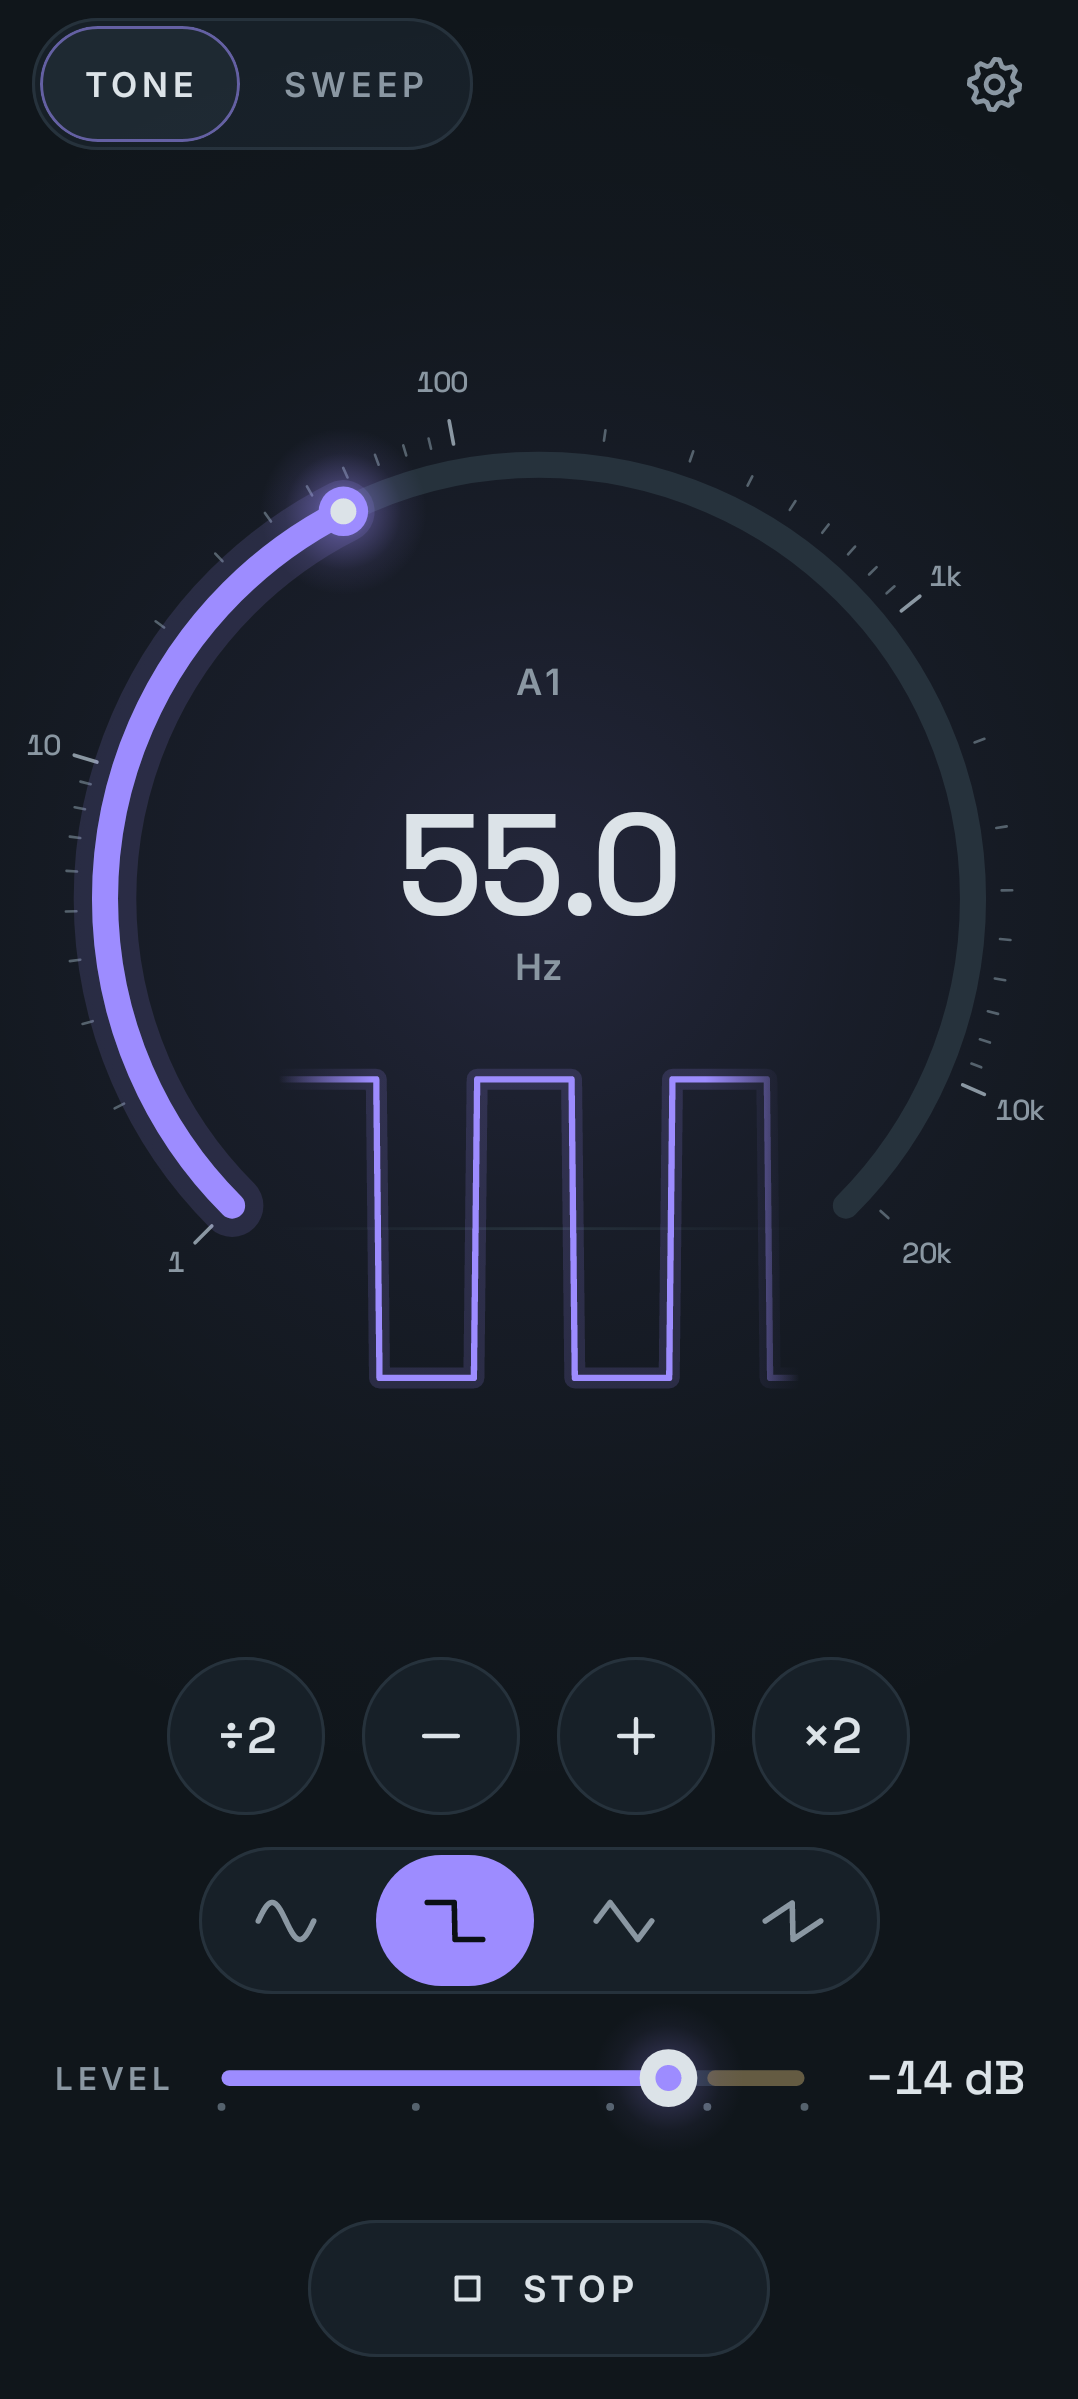 TONE SWEEP
100
1k
A1
10
55.0
Hz
10k
1
20k
÷2 − + ×2
LEVEL −14 dB
STOP